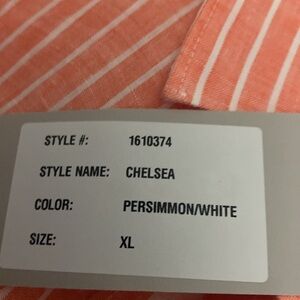 STYLE #: 1610374
STYLE NAME: CHELSEA
COLOR: PERSIMMON/WHITE
SIZE: XL